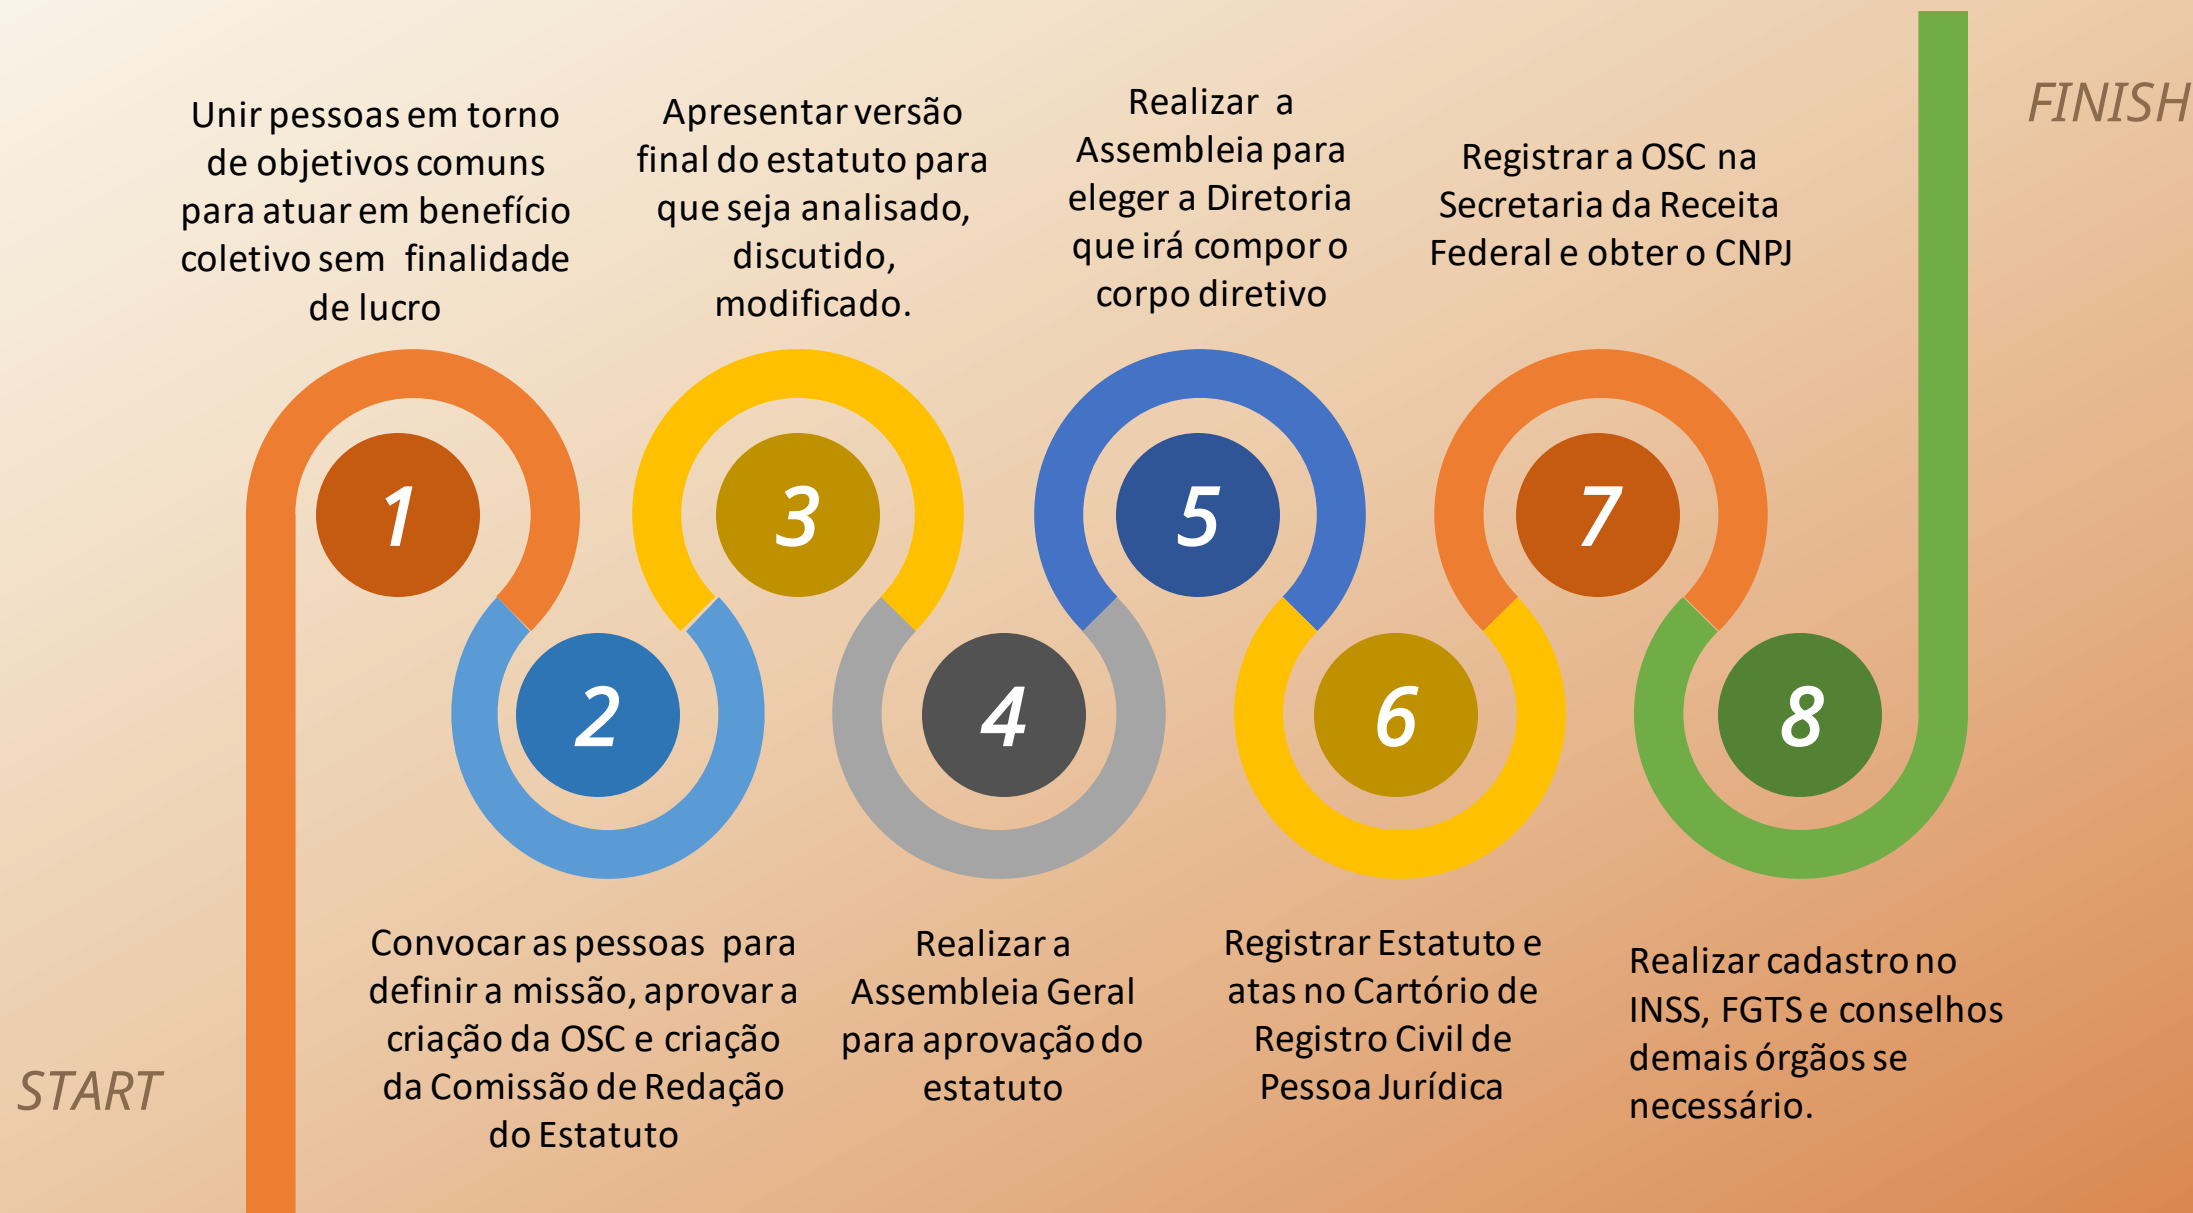 START
Unir pessoas em torno
de objetivos comuns
para atuar em benefício
coletivo sem finalidade
de lucro
1
2
Convocar as pessoas para
definir a missão, aprovar a
criação da OSC e criação
da Comissão de Redação
do Estatuto
Apresentar versão
final do estatuto para
que seja analisado,
discutido,
modificado.
3
4
Realizar a
Assembleia Geral
para aprovação do
estatuto
Realizar a
Assembleia para
eleger a Diretoria
que irá compor o
corpo diretivo
5
6
Registrar Estatuto e
atas no Cartório de
Registro Civil de
Pessoa Jurídica
Registrar a OSC na
Secretaria da Receita
Federal e obter o CNPJ
7
8
Realizar cadastro no
INSS, FGTS e conselhos
demais órgãos se
necessário.
FINISH